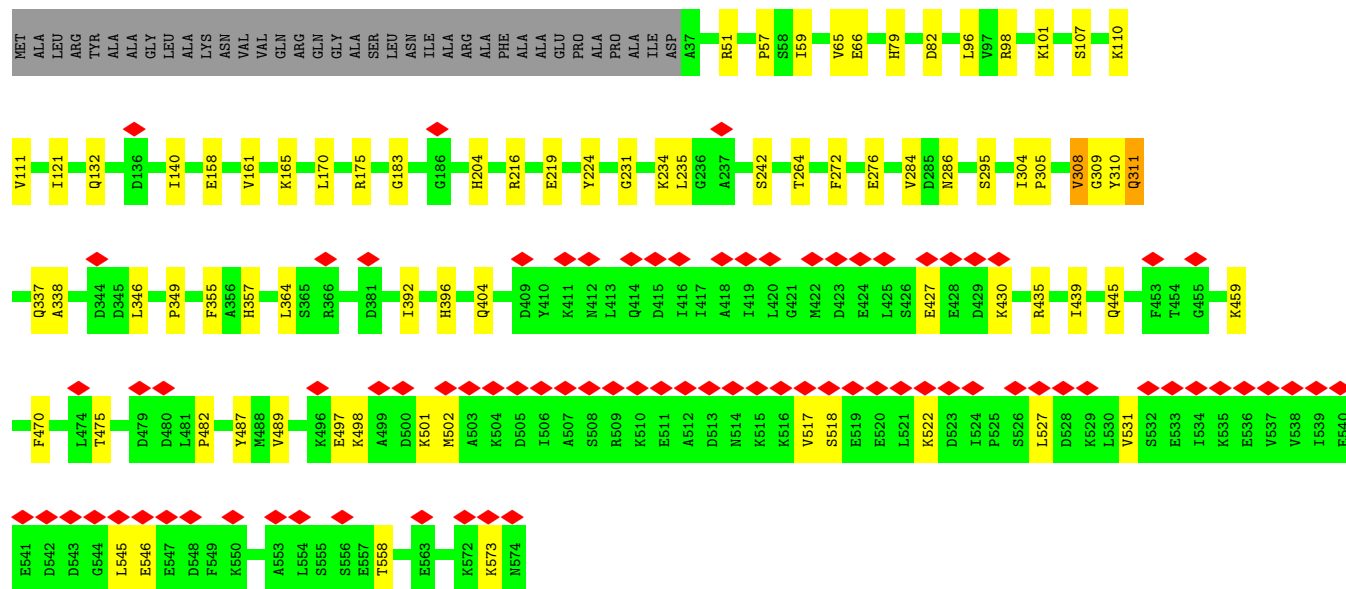 MET ALA LEU ARG TYR ALA ALA GLY LEU ALA LYS ASN VAL VAL GLN ARG GLN GLY ALA SER LEU ASN ILE ALA ARG ALA PHE ALA ALA GLU PRO ALA PRO ALA ILE ASP A37 R51 P57 S58 I59 V65 E66 H79 D82 L96 V97 R98 K101 S107 K110
V111 I121 Q132 D136 I140 E158 V161 K165 L170 R175 G183 G186 H204 R216 E219 Y224 G231 K234 L235 G236 A237 S242 T264 F272 E276 V284 D285 N286 S295 I304 P305 V308 G309 Y310 Q311
Q337 A338 D344 D345 L346 P349 F355 A356 H357 L364 S365 R366 D381 I392 H396 Q404 D409 Y410 K411 N412 L413 Q414 D415 I416 I417 A418 I419 L420 G421 M422 D423 E424 L425 S426 E427 E428 D429 K430 R435 I439 Q445 F453 T454 G455 K459
F470 L474 T475 D479 D480 L481 P482 Y487 M488 V489 K496 E497 K498 A499 D500 K501 M502 A503 K504 D505 I506 A507 S508 R509 K510 E511 A512 D513 N514 K515 K516 V517 S518 E519 E520 L521 K522 D523 I524 P525 S526 L527 D528 K529 L530 V531 S532 E533 I534 K535 E536 V537 V538 I539 E540
E541 D542 D543 G544 L545 E546 E547 D548 F549 K550 A553 L554 S555 S556 E557 T558 E563 K572 K573 N574